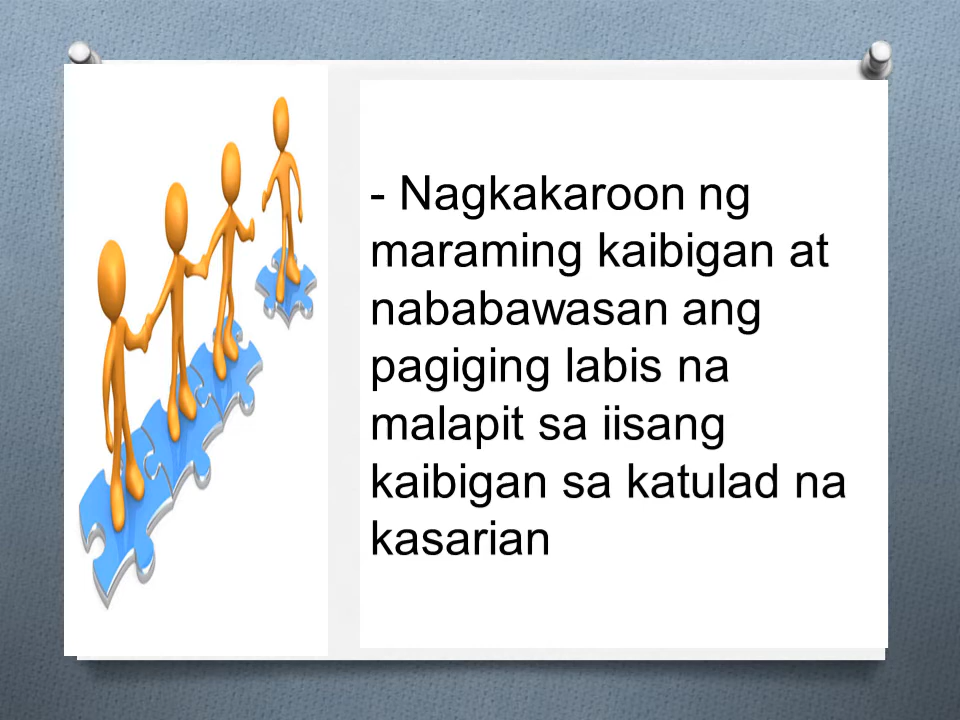 - Nagkakaroon ng
maraming kaibigan at
nababawasan ang
pagiging labis na
malapit sa iisang
kaibigan sa katulad na
kasarian